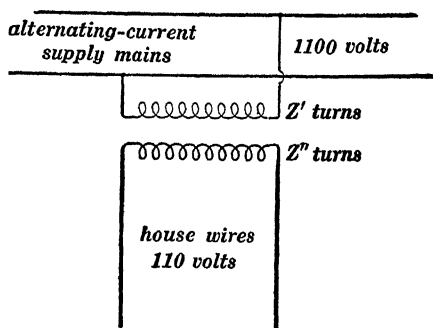 alternating-current
supply mains
1100 volts
Z' turns
Z" turns
house wires
110 volts